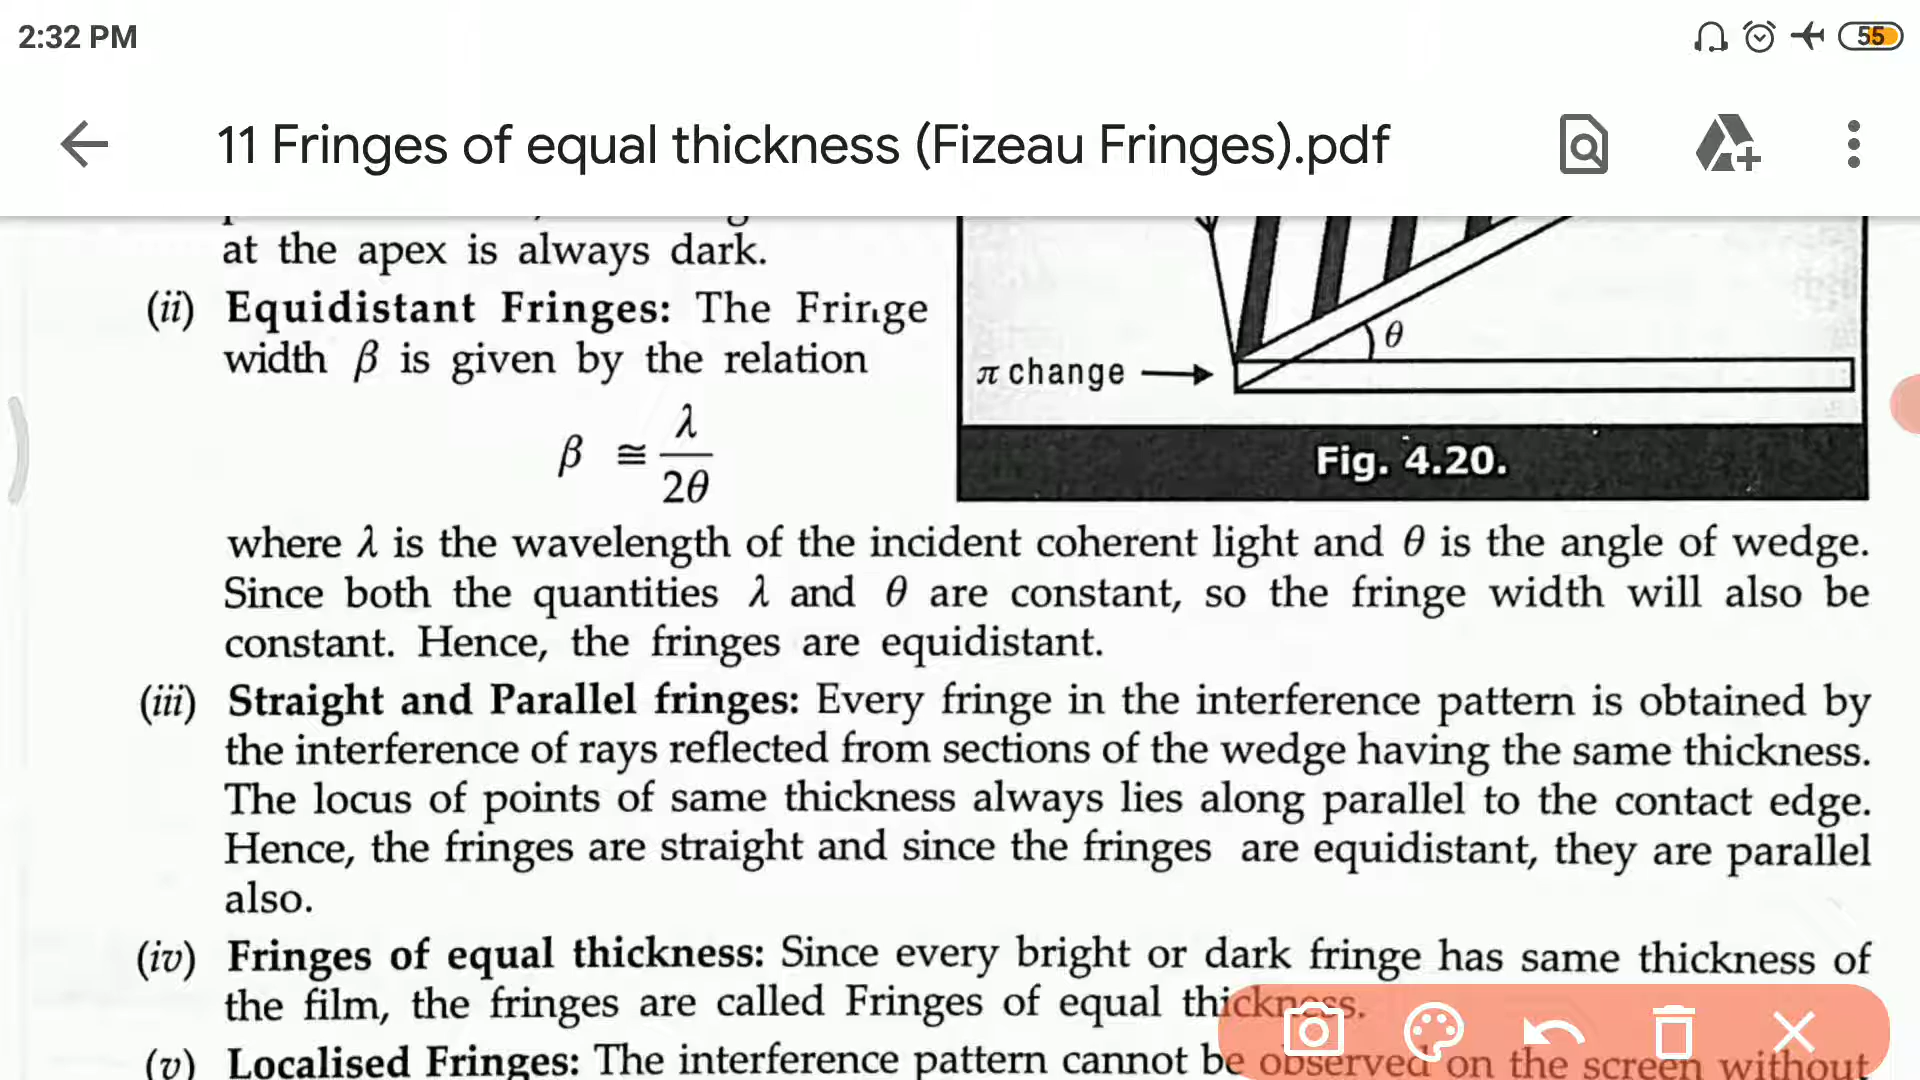 2:32 PM
55
11 Fringes of equal thickness (Fizeau Fringes).pdf
at the apex is always dark.
(ii) Equidistant Fringes: The Fringe
width β is given by the relation
β ≅ λ / 2θ
θ
π change
Fig. 4.20.
where λ is the wavelength of the incident coherent light and θ is the angle of wedge.
Since both the quantities λ and θ are constant, so the fringe width will also be
constant. Hence, the fringes are equidistant.
(iii) Straight and Parallel fringes: Every fringe in the interference pattern is obtained by
the interference of rays reflected from sections of the wedge having the same thickness.
The locus of points of same thickness always lies along parallel to the contact edge.
Hence, the fringes are straight and since the fringes are equidistant, they are parallel
also.
(iv) Fringes of equal thickness: Since every bright or dark fringe has same thickness of
the film, the fringes are called Fringes of equal thickness.
(v) Localised Fringes: The interference pattern cannot be observed on the screen without